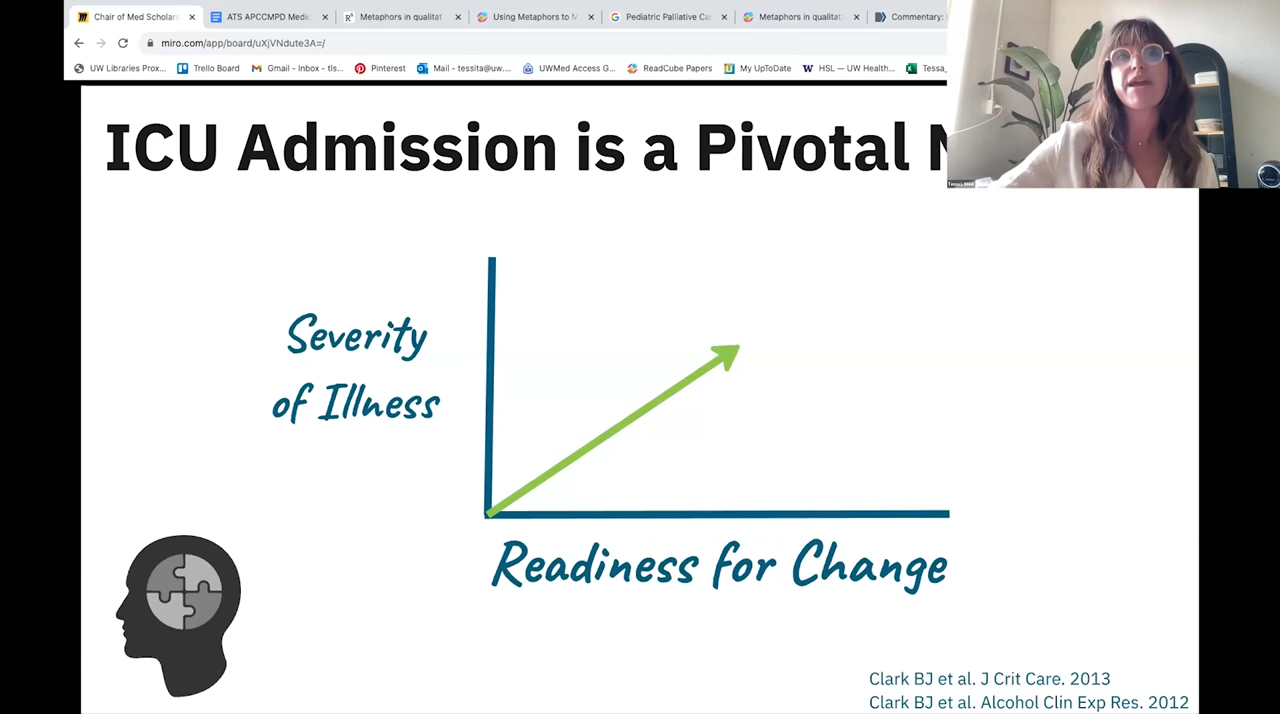 Chair of Med Scholars
ATS APCCMPD Medic
Metaphors in qualitat
Using Metaphors to M
Pediatric Palliative Ca
Metaphors in qualitat
Commentary:
miro.com/app/board/uXjVNdute3A=/
UW Libraries Prox...
Trello Board
Gmail - Inbox - tls...
Pinterest
Mail - tessita@uw....
UWMed Access G...
ReadCube Papers
My UpToDate
HSL — UW Health...
Tessa_
ICU Admission is a Pivotal
Severity
of Illness
Readiness for Change
Clark BJ et al. J Crit Care. 2013
Clark BJ et al. Alcohol Clin Exp Res. 2012